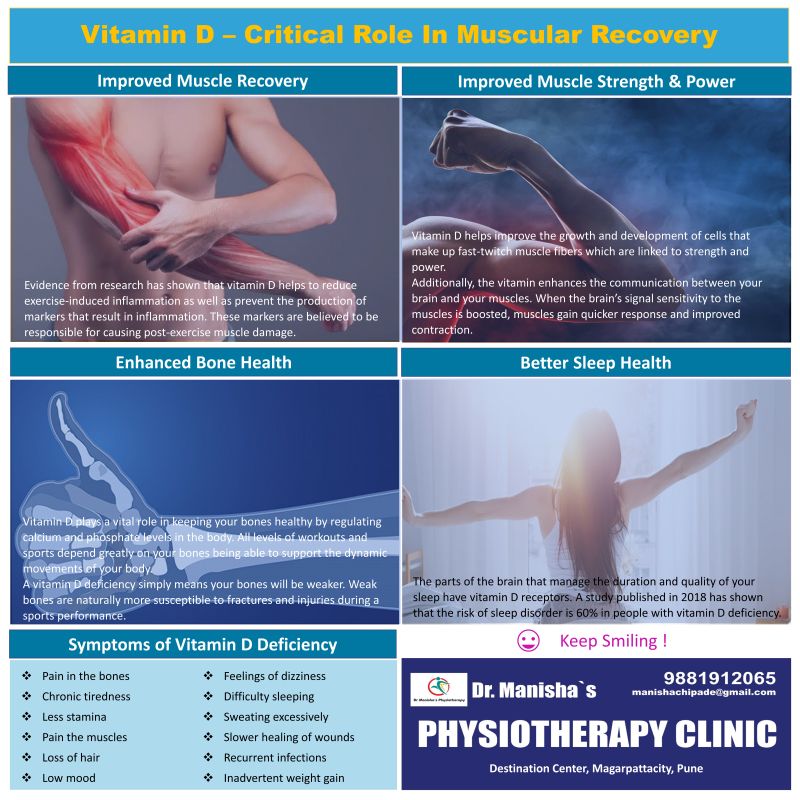 Vitamin D – Critical Role In Muscular Recovery
Improved Muscle Recovery
Evidence from research has shown that vitamin D helps to reduce
exercise-induced inflammation as well as prevent the production of
markers that result in inflammation. These markers are believed to be
responsible for causing post-exercise muscle damage.
Improved Muscle Strength & Power
Vitamin D helps improve the growth and development of cells that
make up fast-twitch muscle fibers which are linked to strength and
power.
Additionally, the vitamin enhances the communication between your
brain and your muscles. When the brain's signal sensitivity to the
muscles is boosted, muscles gain quicker response and improved
contraction.
Enhanced Bone Health
Vitamin D plays a vital role in keeping your bones healthy by regulating
calcium and phosphate levels in the body. All levels of workouts and
sports depend greatly on your bones being able to support the dynamic
movements of your body.
A vitamin D deficiency simply means your bones will be weaker. Weak
bones are naturally more susceptible to fractures and injuries during a
sports performance.
Better Sleep Health
The parts of the brain that manage the duration and quality of your
sleep have vitamin D receptors. A study published in 2018 has shown
that the risk of sleep disorder is 60% in people with vitamin D deficiency.
Symptoms of Vitamin D Deficiency
❖ Pain in the bones
❖ Chronic tiredness
❖ Less stamina
❖ Pain the muscles
❖ Loss of hair
❖ Low mood
❖ Feelings of dizziness
❖ Difficulty sleeping
❖ Sweating excessively
❖ Slower healing of wounds
❖ Recurrent infections
❖ Inadvertent weight gain
Keep Smiling !
Dr. Manisha's Physiotherapy
Dr. Manisha`s
9881912065
manishachipade@gmail.com
PHYSIOTHERAPY CLINIC
Destination Center, Magarpattacity, Pune